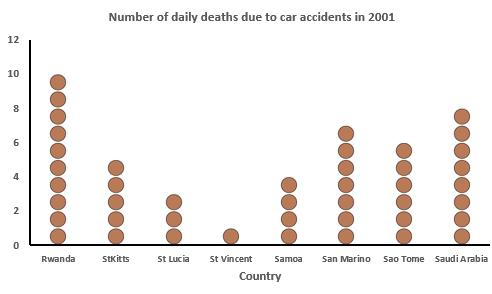 Number of daily deaths due to car accidents in 2001
12
10
8
6
4
2
0
Rwanda StKitts St Lucia St Vincent Samoa San Marino Sao Tome Saudi Arabia
Country